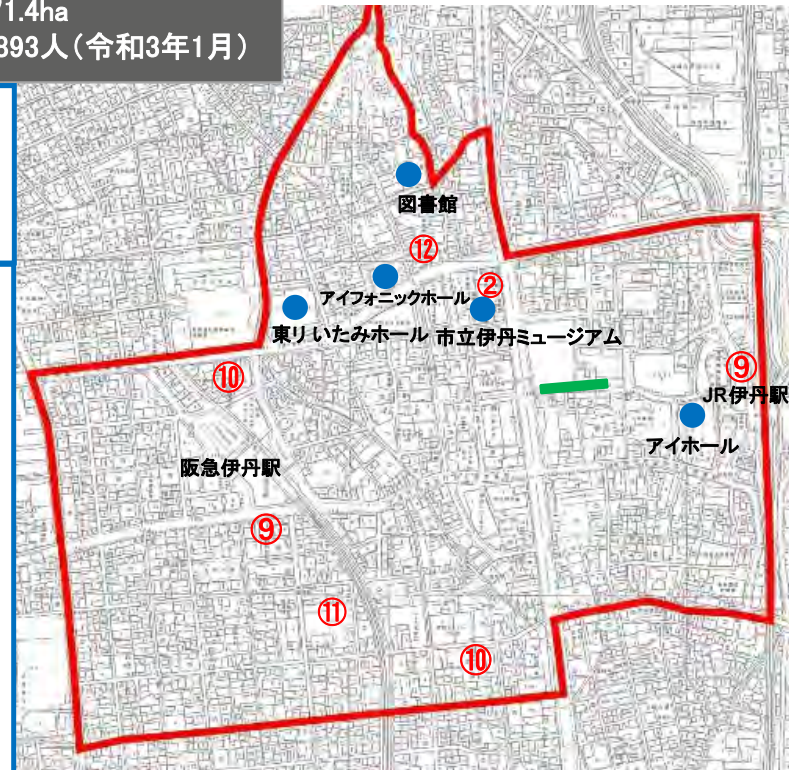 71.4ha
893人（令和3年1月）
図書館
⑫
アイフォニックホール
②
東リ いたみホール
市立伊丹ミュージアム
⑩
⑨
JR伊丹駅
アイホール
阪急伊丹駅
⑨
⑪
⑩